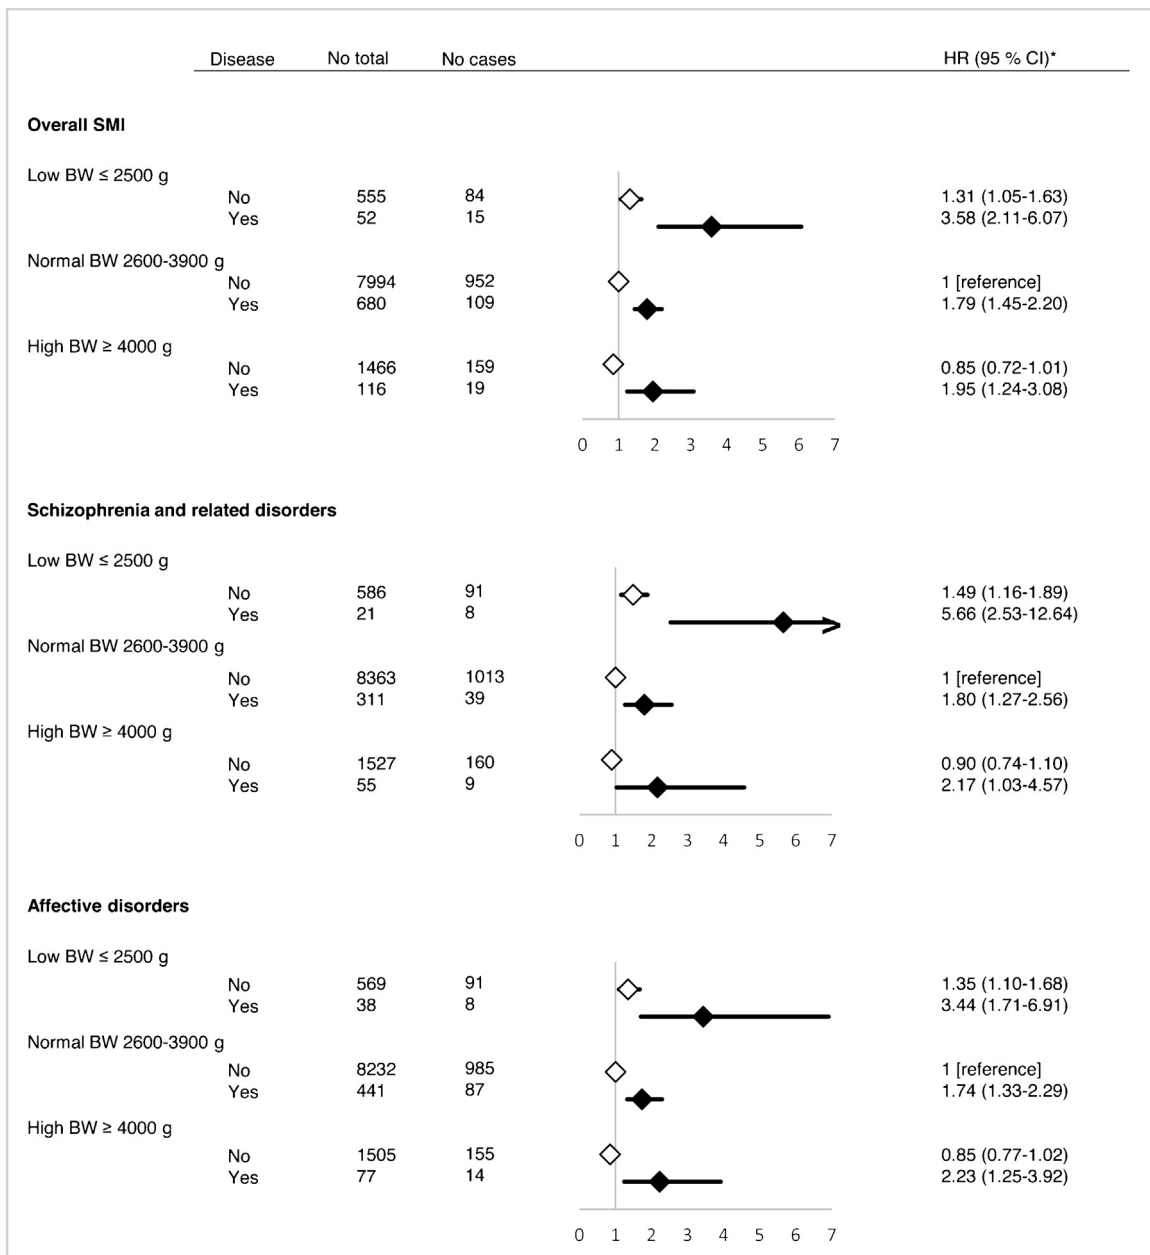 Disease No total No cases HR (95 % CI)*
Overall SMI
Low BW ≤ 2500 g
No 555 84 1.31 (1.05-1.63)
Yes 52 15 3.58 (2.11-6.07)
Normal BW 2600-3900 g
No 7994 952 1 [reference]
Yes 680 109 1.79 (1.45-2.20)
High BW ≥ 4000 g
No 1466 159 0.85 (0.72-1.01)
Yes 116 19 1.95 (1.24-3.08)
0 1 2 3 4 5 6 7
Schizophrenia and related disorders
Low BW ≤ 2500 g
No 586 91 1.49 (1.16-1.89)
Yes 21 8 5.66 (2.53-12.64)
Normal BW 2600-3900 g
No 8363 1013 1 [reference]
Yes 311 39 1.80 (1.27-2.56)
High BW ≥ 4000 g
No 1527 160 0.90 (0.74-1.10)
Yes 55 9 2.17 (1.03-4.57)
0 1 2 3 4 5 6 7
Affective disorders
Low BW ≤ 2500 g
No 569 91 1.35 (1.10-1.68)
Yes 38 8 3.44 (1.71-6.91)
Normal BW 2600-3900 g
No 8232 985 1 [reference]
Yes 441 87 1.74 (1.33-2.29)
High BW ≥ 4000 g
No 1505 155 0.85 (0.77-1.02)
Yes 77 14 2.23 (1.25-3.92)
0 1 2 3 4 5 6 7